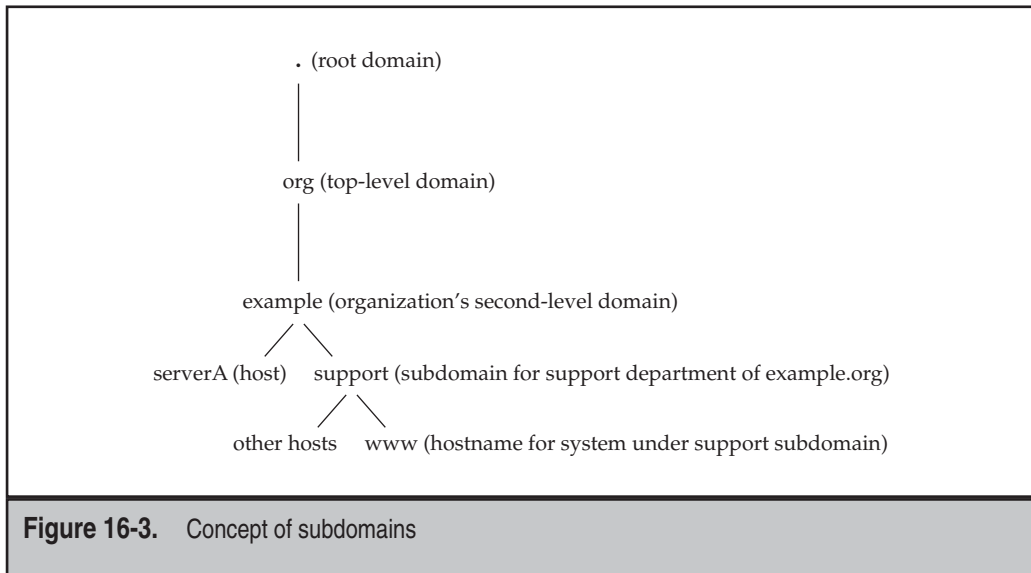 . (root domain)
org (top-level domain)
example (organization's second-level domain)
serverA (host) support (subdomain for support department of example.org)
other hosts www (hostname for system under support subdomain)
Figure 16-3. Concept of subdomains